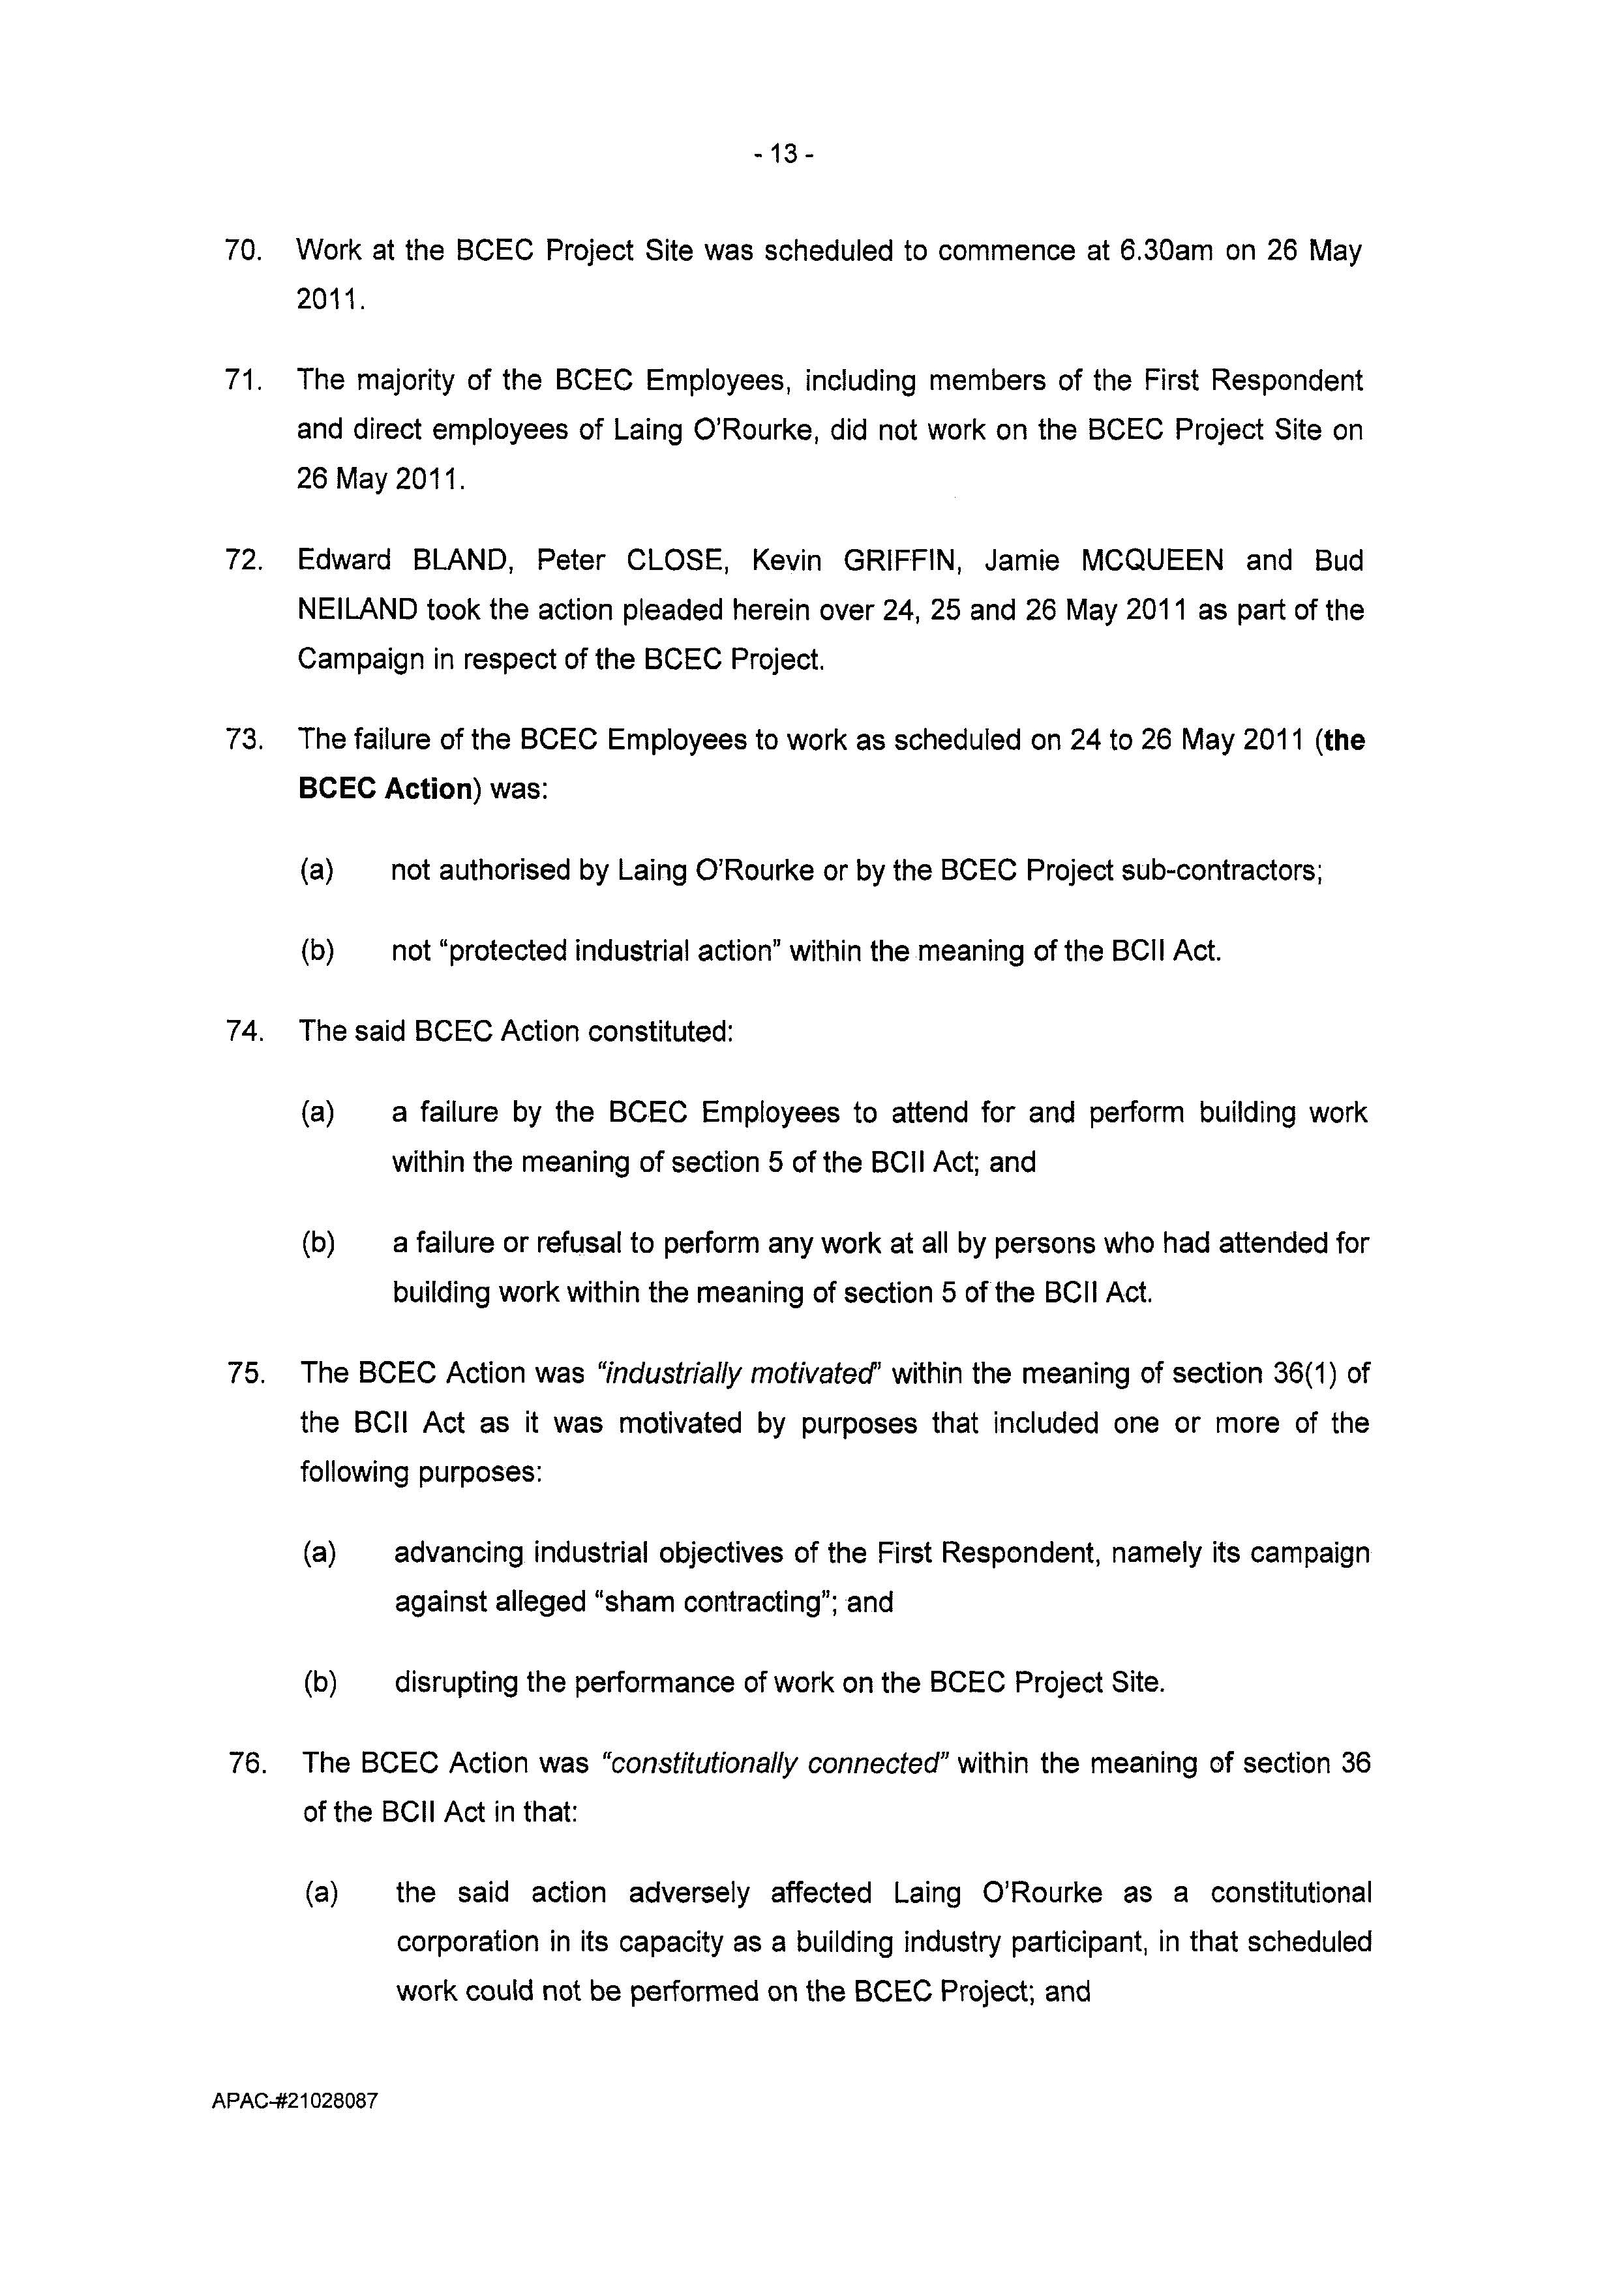 - 13 -
70. Work at the BCEC Project Site was scheduled to commence at 6.30am on 26 May
2011.
71. The majority of the BCEC Employees, including members of the First Respondent
and direct employees of Laing O'Rourke, did not work on the BCEC Project Site on
26 May 2011.
72. Edward BLAND, Peter CLOSE, Kevin GRIFFIN, Jamie MCQUEEN and Bud
NEILAND took the action pleaded herein over 24, 25 and 26 May 2011 as part of the
Campaign in respect of the BCEC Project.
73. The failure of the BCEC Employees to work as scheduled on 24 to 26 May 2011 (the
BCEC Action) was:
(a) not authorised by Laing O'Rourke or by the BCEC Project sub-contractors;
(b) not "protected industrial action" within the meaning of the BCII Act.
74. The said BCEC Action constituted:
(a) a failure by the BCEC Employees to attend for and perform building work
within the meaning of section 5 of the BCII Act; and
(b) a failure or refusal to perform any work at all by persons who had attended for
building work within the meaning of section 5 of the BCII Act.
75. The BCEC Action was "industrially motivated" within the meaning of section 36(1) of
the BCII Act as it was motivated by purposes that included one or more of the
following purposes:
(a) advancing industrial objectives of the First Respondent, namely its campaign
against alleged "sham contracting"; and
(b) disrupting the performance of work on the BCEC Project Site.
76. The BCEC Action was "constitutionally connected" within the meaning of section 36
of the BCII Act in that:
(a) the said action adversely affected Laing O'Rourke as a constitutional
corporation in its capacity as a building industry participant, in that scheduled
work could not be performed on the BCEC Project; and
APAC-#21028087